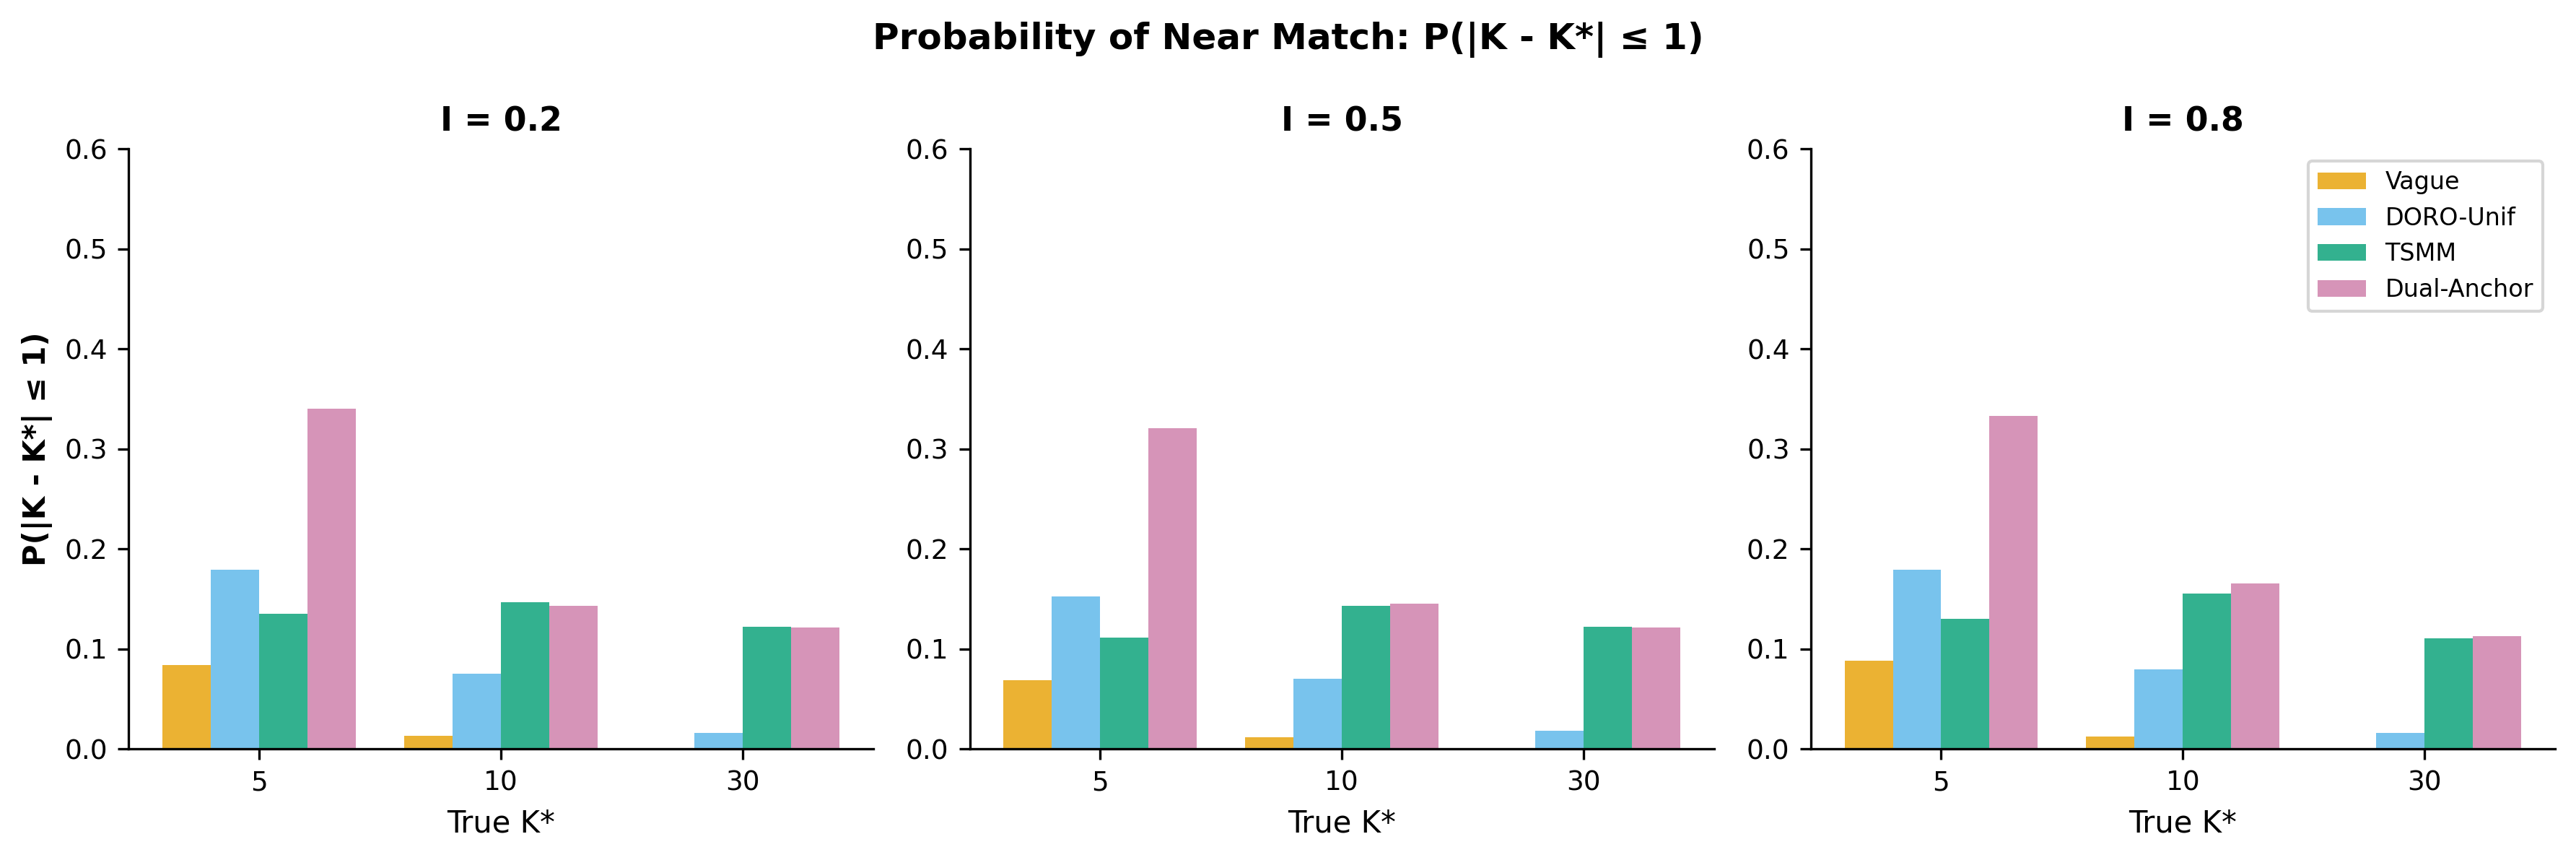 Probability of Near Match: P(|K - K*| ≤ 1)
I = 0.2
I = 0.5
I = 0.8
P(|K - K*| ≤ 1)
0.6
0.5
0.4
0.3
0.2
0.1
0.0
5 10 30
True K*
0.6
0.5
0.4
0.3
0.2
0.1
0.0
5 10 30
True K*
0.6
0.5
0.4
0.3
0.2
0.1
0.0
5 10 30
True K*
Vague
DORO-Unif
TSMM
Dual-Anchor